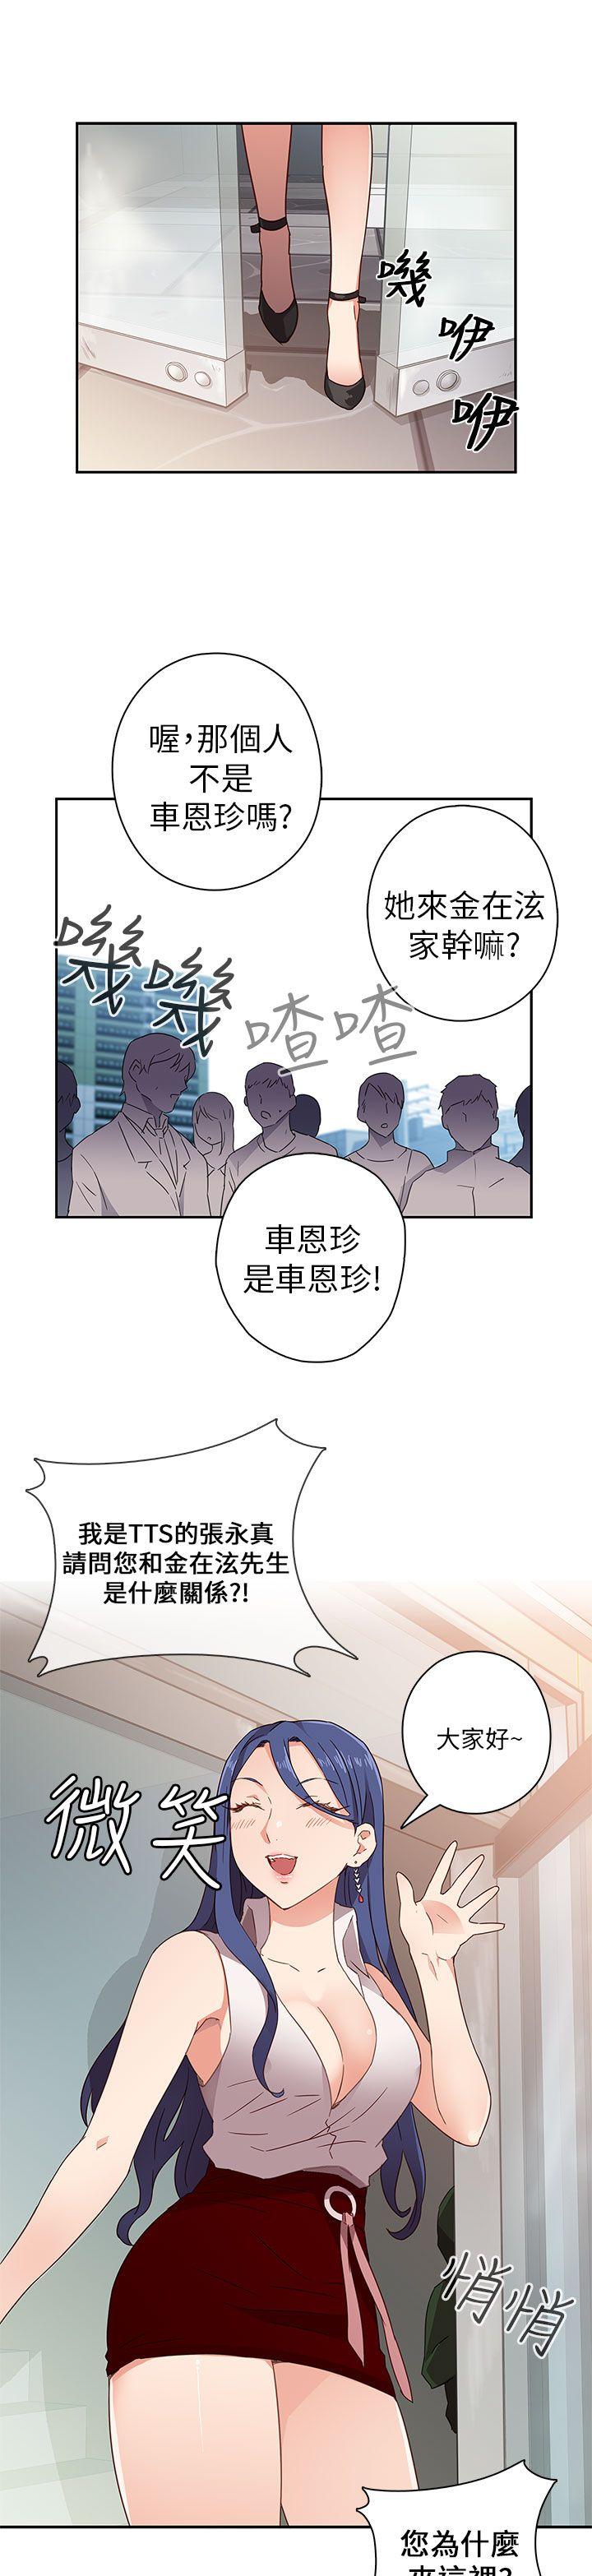 嘰
咿
咿
喔，那個人
不是
車恩珍嗎?
她來金在泫
家幹嘛?
嘰嘰
喳喳
車恩珍
是車恩珍!
我是TTS的張永真
請問您和金在泫先生
是什麼關係?!
大家好~
微笑
悄悄
您為什麼
來這裡?